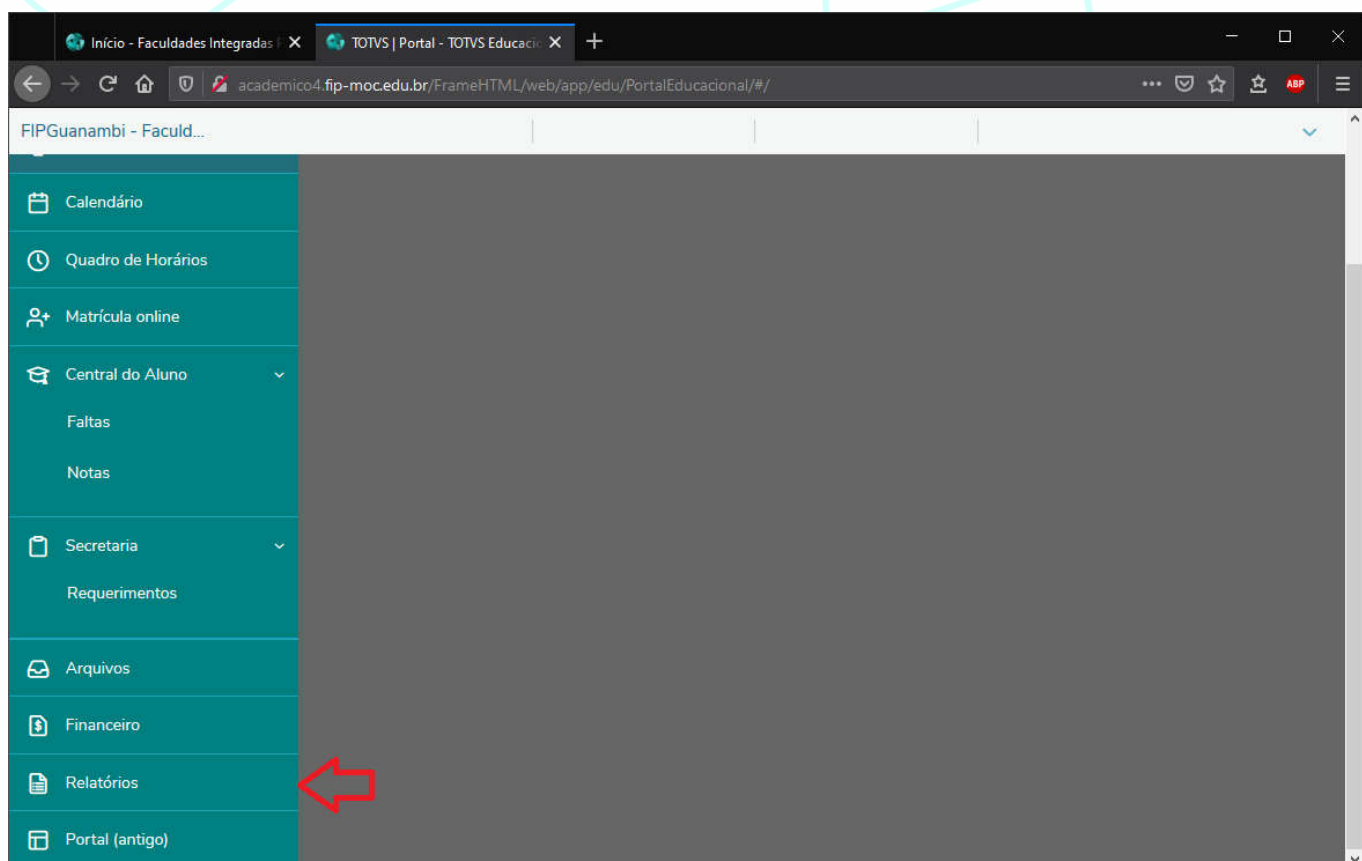 Início - Faculdades Integradas
TOTVS | Portal - TOTVS Educacio
academico4.fip-moc.edu.br/FrameHTML/web/app/edu/PortalEducacional/#/
ABP
FIPGuanambi - Faculd...
Calendário
Quadro de Horários
Matrícula online
Central do Aluno
Faltas
Notas
Secretaria
Requerimentos
Arquivos
Financeiro
Relatórios
Portal (antigo)